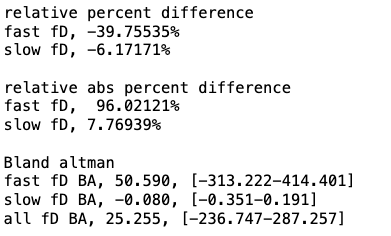 relative percent difference
fast fD, -39.75535%
slow fD, -6.17171%

relative abs percent difference
fast fD,  96.02121%
slow fD, 7.76939%

Bland altman
fast fD BA, 50.590, [-313.222-414.401]
slow fD BA, -0.080, [-0.351-0.191]
all fD BA, 25.255, [-236.747-287.257]